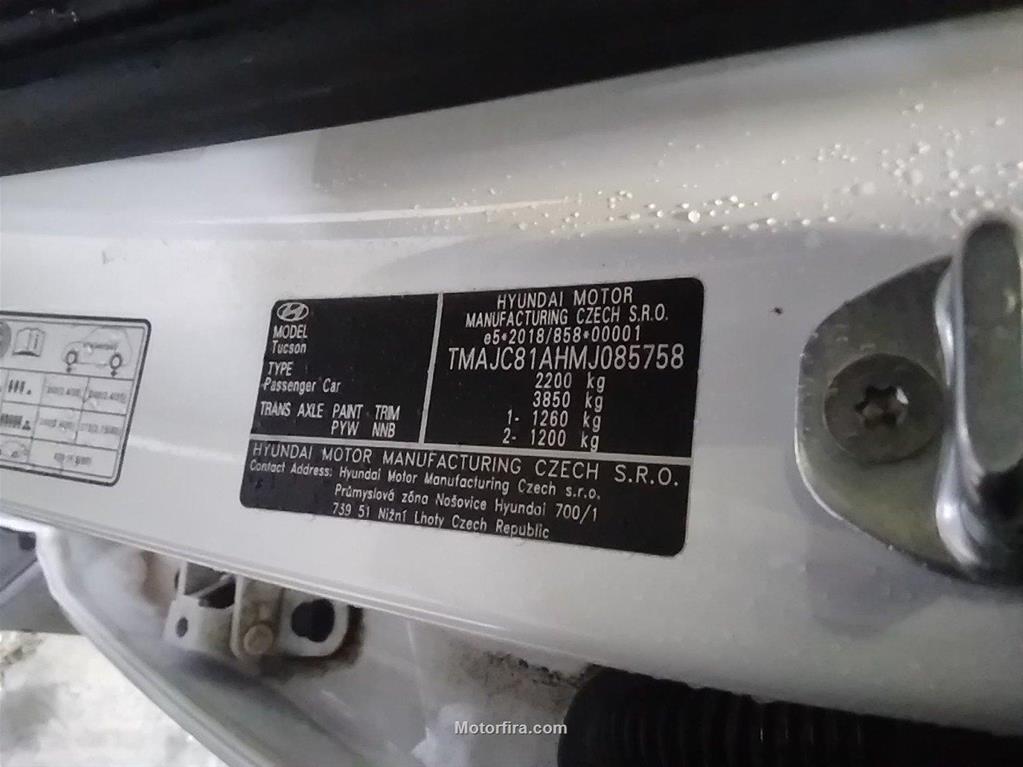 MODEL
Tucson
TYPE
Passenger Car
TRANS AXLE PAINT TRIM
PYW NNB
HYUNDAI MOTOR
MANUFACTURING CZECH S.R.O.
e5*2018/858*00001
TMAJC81AHMJ085758
2200 kg
3850 kg
1- 1260 kg
2- 1200 kg
HYUNDAI MOTOR MANUFACTURING CZECH S.R.O.
Contact Address: Hyundai Motor Manufacturing Czech s.r.o.
Průmyslová zóna Nošovice Hyundai 700/1
739 51 Nižní Lhoty Czech Republic
Motorfira.com